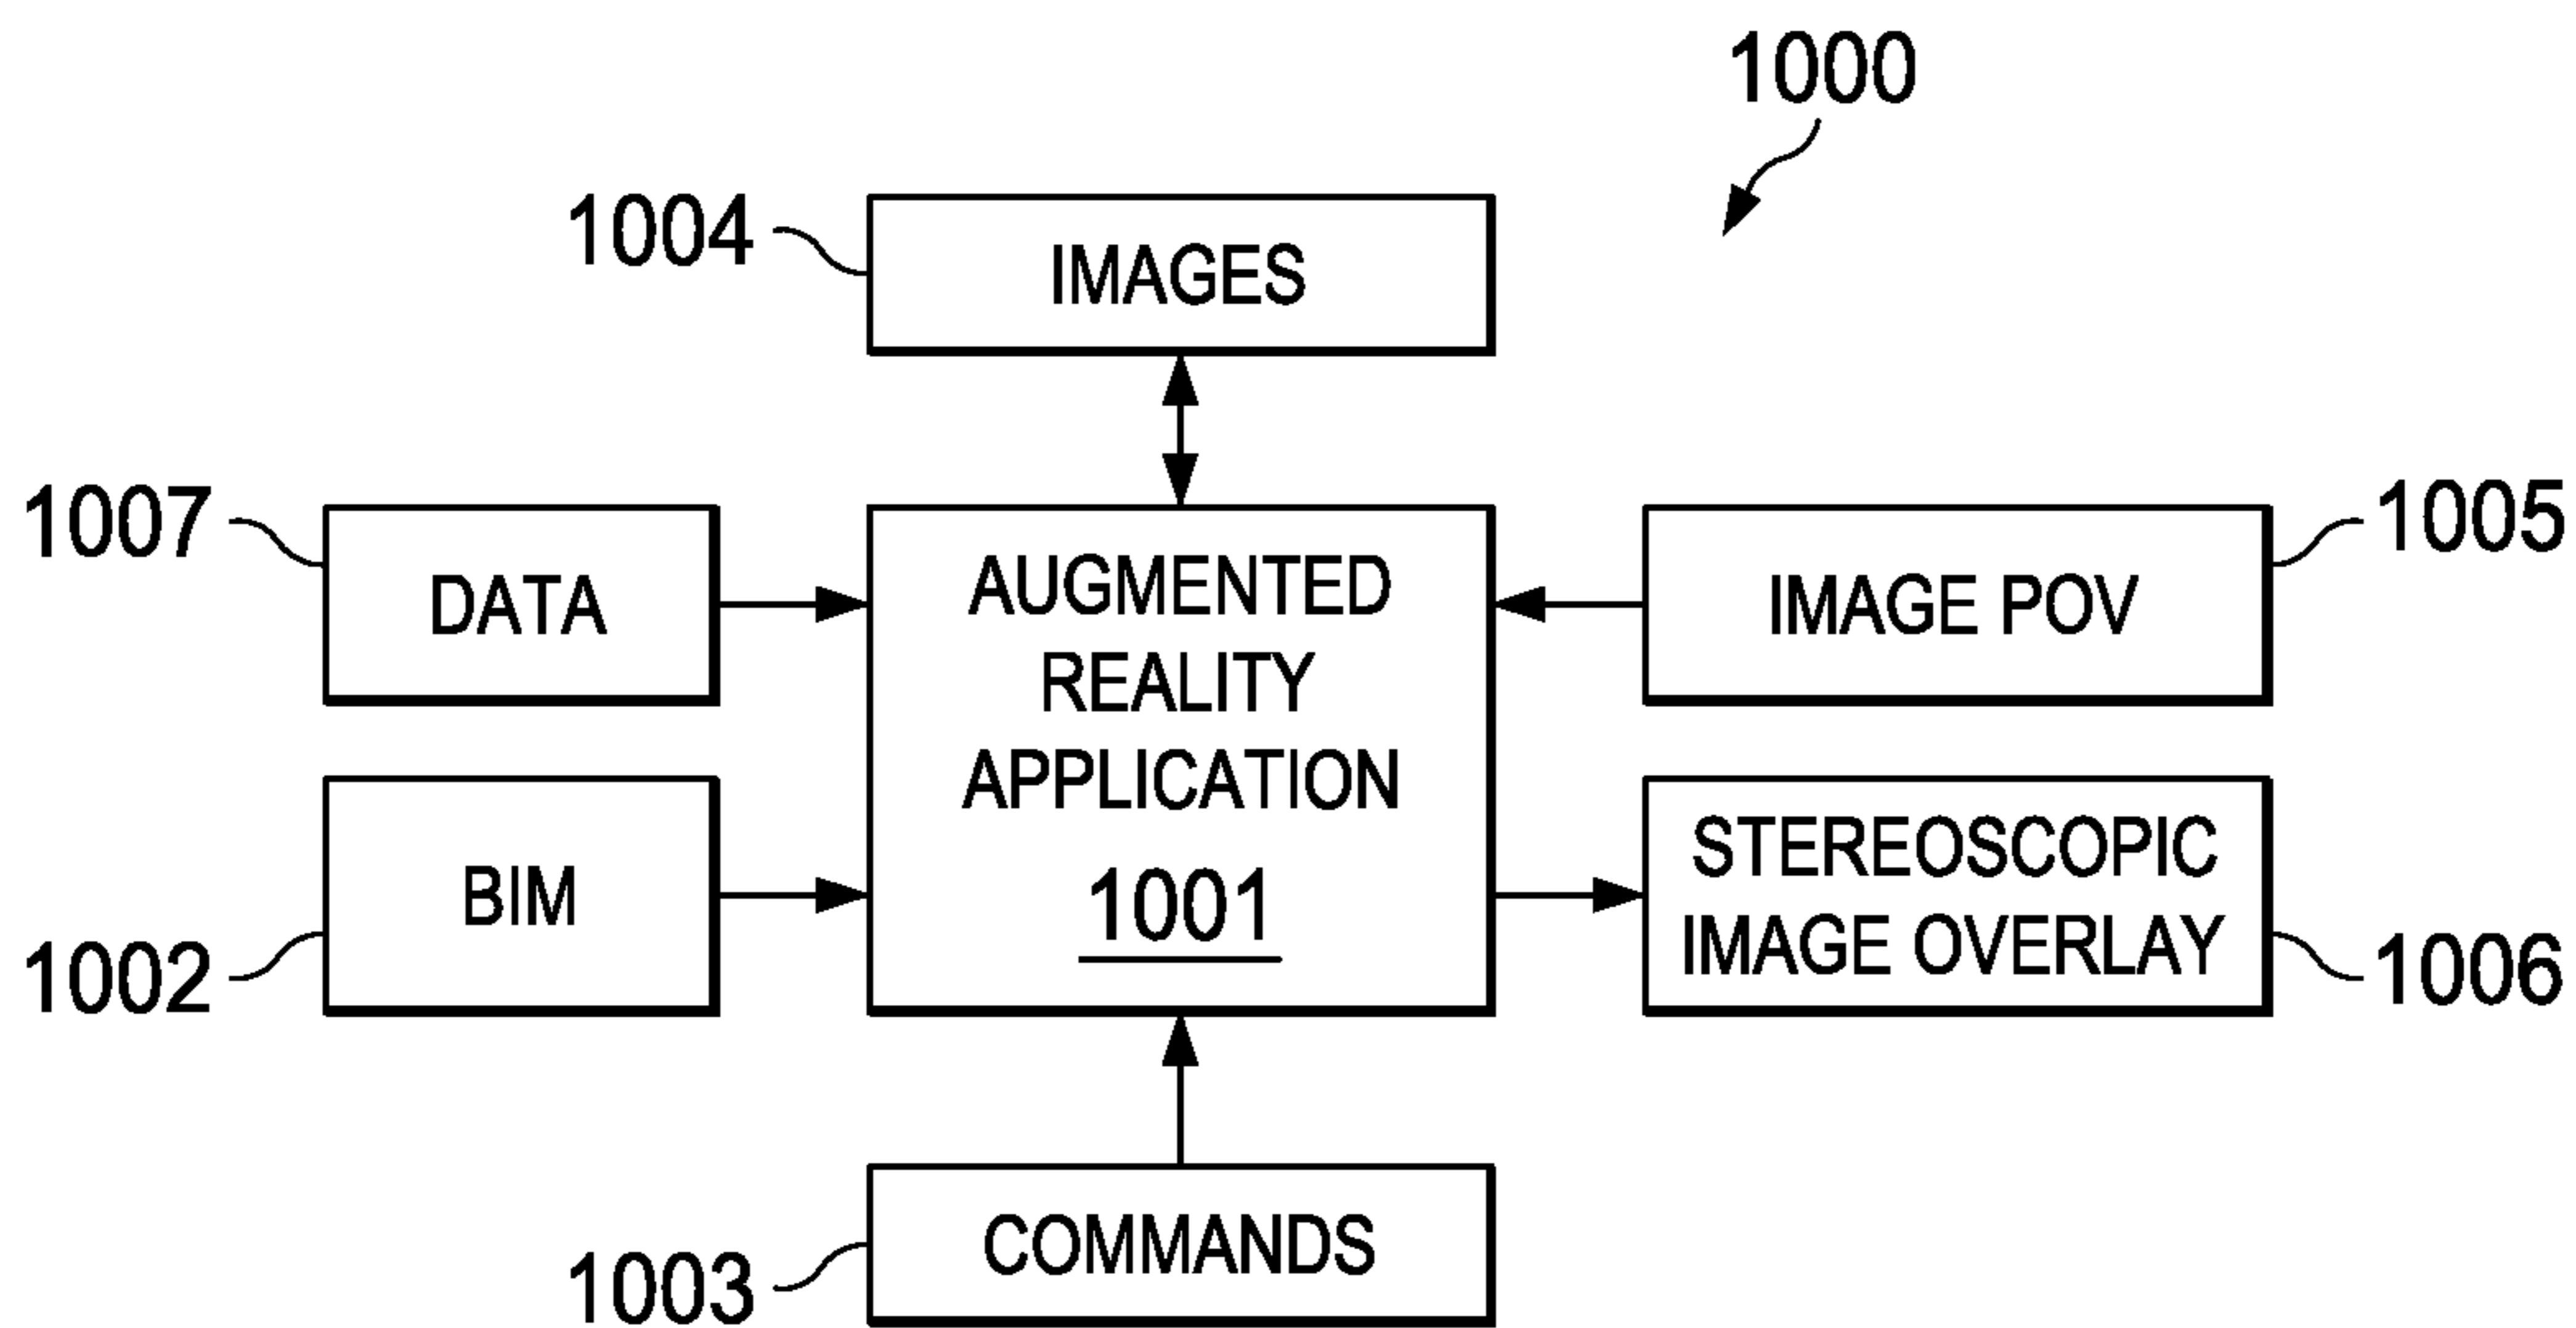 1000
1004
IMAGES
1007
DATA
AUGMENTED
REALITY
APPLICATION
1001
IMAGE POV
1005
BIM
1002
STEREOSCOPIC
IMAGE OVERLAY
1006
COMMANDS
1003